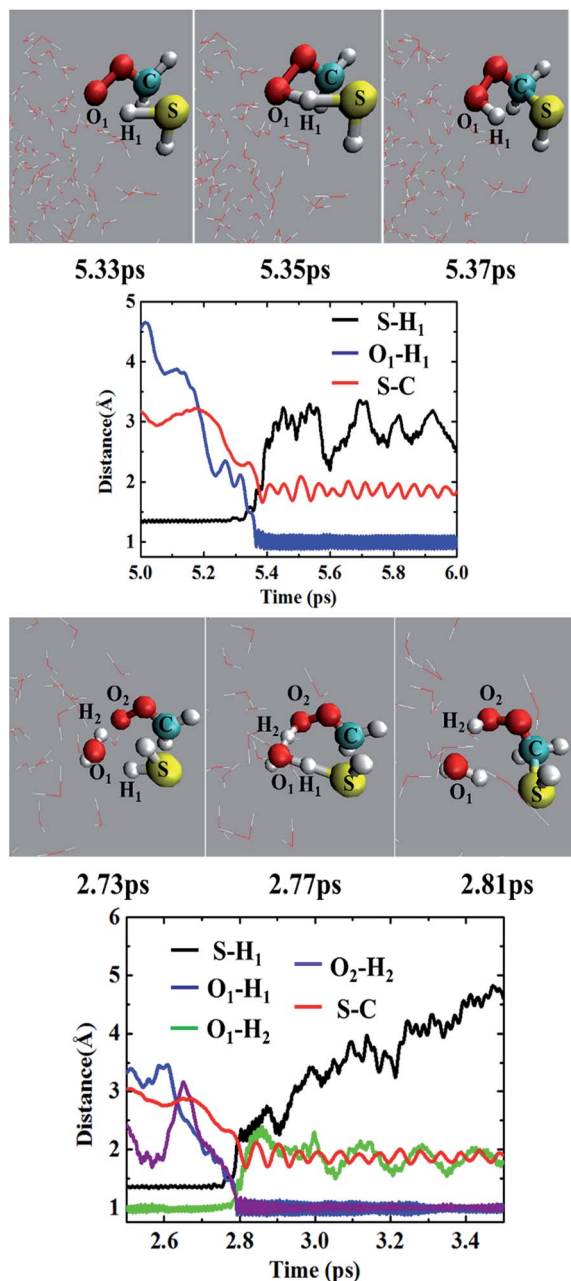 C
O₁
H₁
S
C
O₁
H₁
S
C
O₁
H₁
S
5.33ps 5.35ps 5.37ps
5
4
3
2
1
Distance(Å)
S-H₁
O₁-H₁
S-C
5.0 5.2 5.4 5.6 5.8 6.0
Time (ps)
O₂
H₂
C
O₁
H₁
S
O₂
H₂
C
O₁
H₁
S
O₂
H₂
C
O₁
S
2.73ps 2.77ps 2.81ps
6
5
4
3
2
1
Distance(Å)
S-H₁
O₁-H₁
O₁-H₂
O₂-H₂
S-C
2.6 2.8 3.0 3.2 3.4
Time (ps)